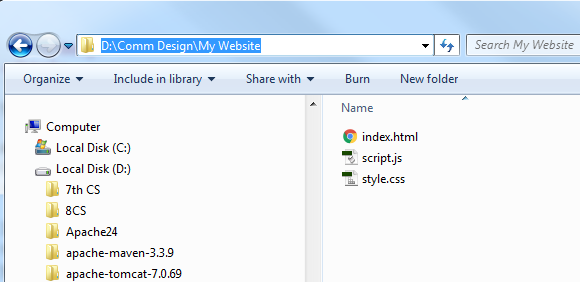 D:\Comm Design\My Website
Search My Website
Organize Include in library Share with Burn New folder
Name
Computer
Local Disk (C:)
Local Disk (D:)
7th CS
8CS
Apache24
apache-maven-3.3.9
apache-tomcat-7.0.69
index.html
script.js
style.css